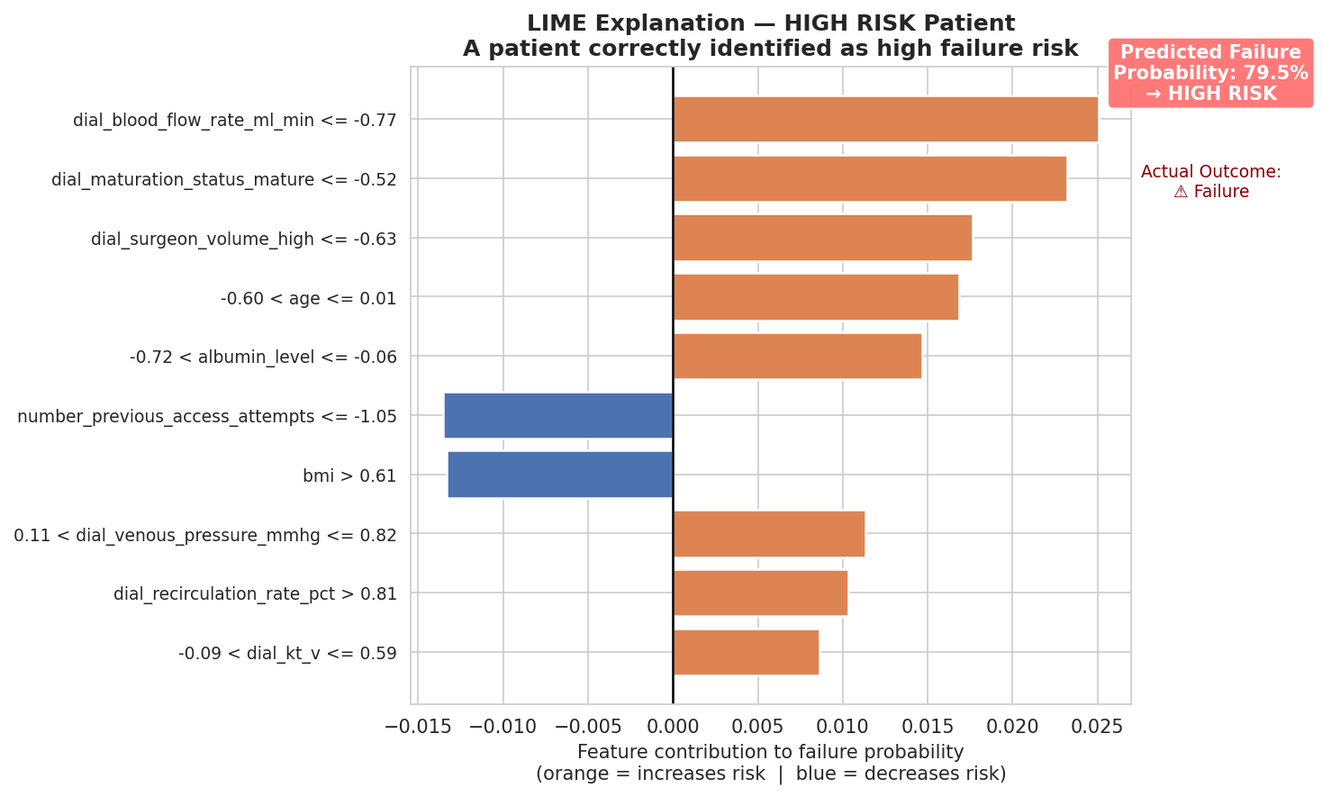 LIME Explanation — HIGH RISK Patient
A patient correctly identified as high failure risk
Predicted Failure
Probability: 79.5%
→ HIGH RISK
Actual Outcome:
⚠ Failure
dial_blood_flow_rate_ml_min <= -0.77
dial_maturation_status_mature <= -0.52
dial_surgeon_volume_high <= -0.63
-0.60 < age <= 0.01
-0.72 < albumin_level <= -0.06
number_previous_access_attempts <= -1.05
bmi > 0.61
0.11 < dial_venous_pressure_mmhg <= 0.82
dial_recirculation_rate_pct > 0.81
-0.09 < dial_kt_v <= 0.59
−0.015 −0.010 −0.005 0.000 0.005 0.010 0.015 0.020 0.025
Feature contribution to failure probability
(orange = increases risk | blue = decreases risk)